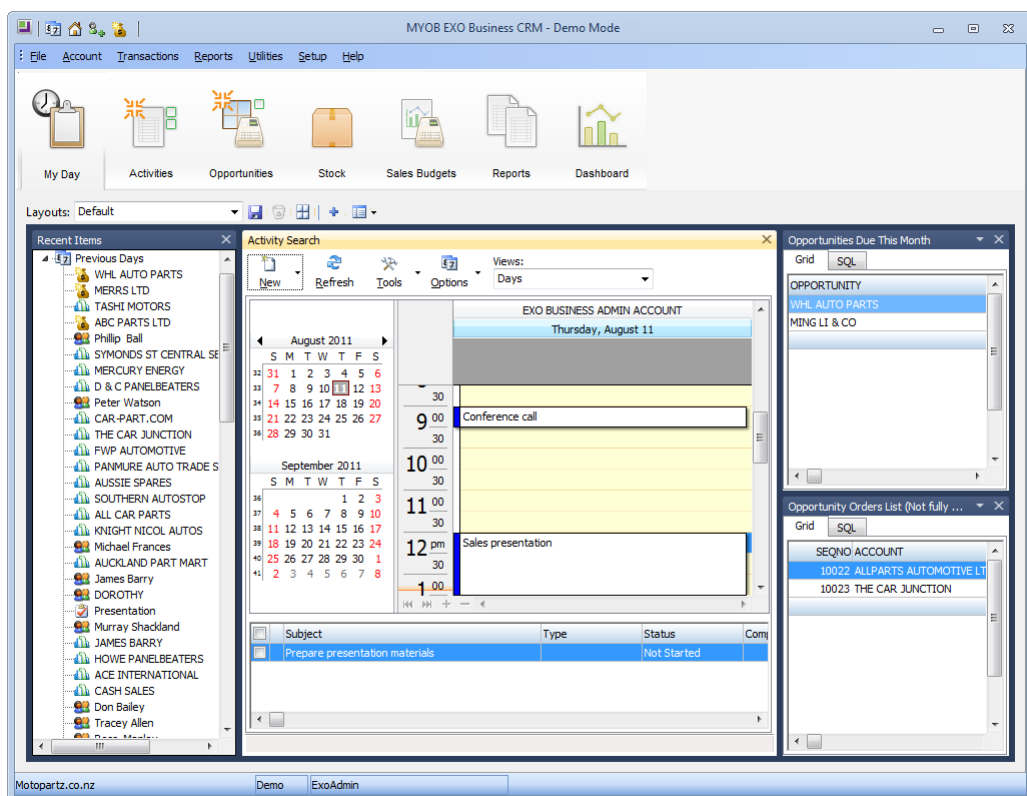 MYOB EXO Business CRM - Demo Mode
File Account Transactions Reports Utilities Setup Help
My Day Activities Opportunities Stock Sales Budgets Reports Dashboard
Layouts: Default
Recent Items
Previous Days
WHL AUTO PARTS
MERRS LTD
TASHI MOTORS
ABC PARTS LTD
Phillip Ball
SYMONDS ST CENTRAL SE
MERCURY ENERGY
D & C PANELBEATERS
Peter Watson
CAR-PART.COM
THE CAR JUNCTION
FWP AUTOMOTIVE
PANMURE AUTO TRADE S
AUSSIE SPARES
SOUTHERN AUTOSTOP
ALL CAR PARTS
KNIGHT NICOL AUTOS
Michael Frances
AUCKLAND PART MART
James Barry
DOROTHY
Presentation
Murray Shackland
JAMES BARRY
HOWE PANELBEATERS
ACE INTERNATIONAL
CASH SALES
Don Bailey
Tracey Allen
Activity Search
New Refresh Tools Options
Views:
Days
August 2011
S M T W T F S
32 31 1 2 3 4 5 6
33 7 8 9 10 11 12 13
34 14 15 16 17 18 19 20
35 21 22 23 24 25 26 27
36 28 29 30 31
September 2011
S M T W T F S
36 1 2 3
37 4 5 6 7 8 9 10
38 11 12 13 14 15 16 17
39 18 19 20 21 22 23 24
40 25 26 27 28 29 30 1
41 2 3 4 5 6 7 8
EXO BUSINESS ADMIN ACCOUNT
Thursday, August 11
30
9 00 Conference call
30
10 00
30
11 00
30
12 pm Sales presentation
30
1 00
Subject Type Status Com
Prepare presentation materials Not Started
Opportunities Due This Month
Grid SQL
OPPORTUNITY
WHL AUTO PARTS
MING LI & CO
Opportunity Orders List (Not fully ...
Grid SQL
SEQNO ACCOUNT
10022 ALLPARTS AUTOMOTIVE LT
10023 THE CAR JUNCTION
Motopartz.co.nz Demo ExoAdmin